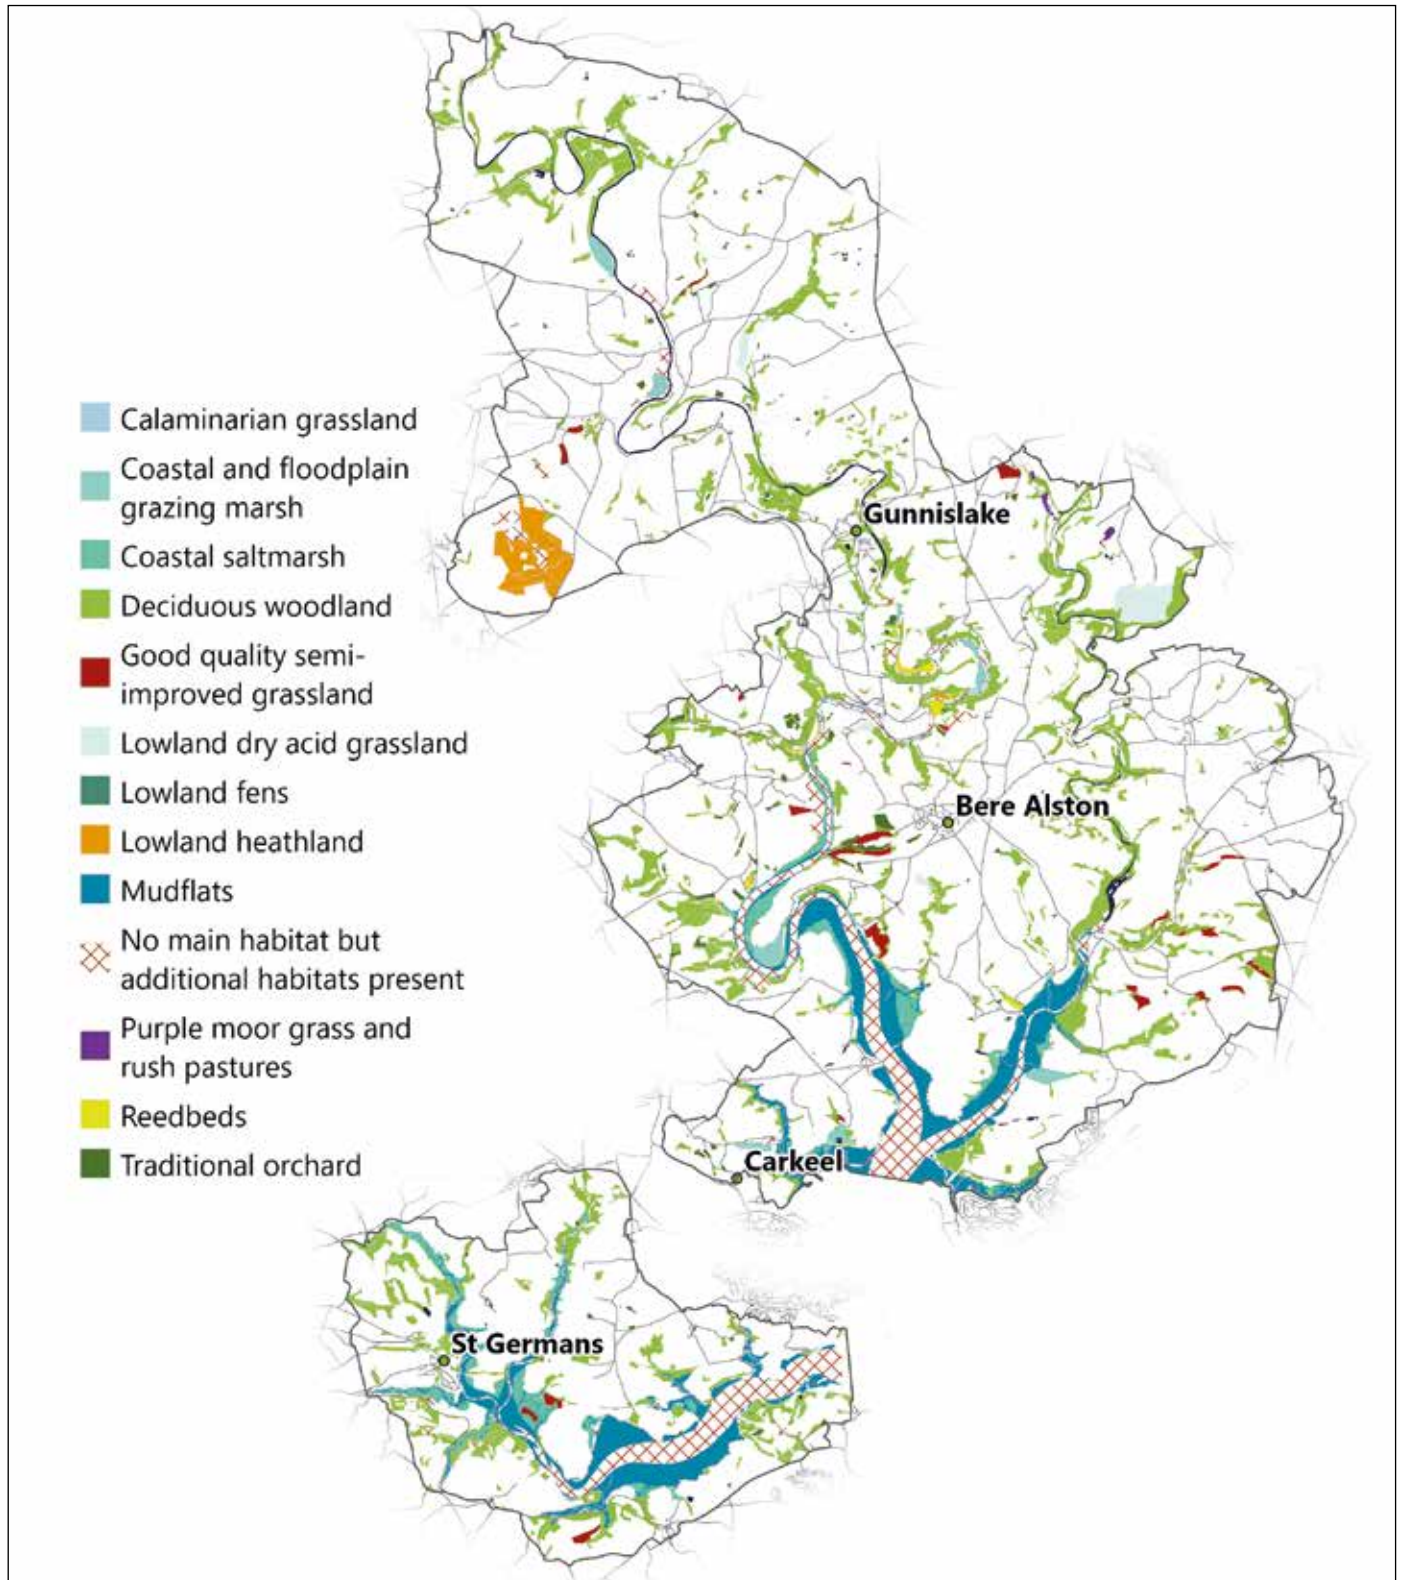 Calaminarian grassland
Coastal and floodplain
grazing marsh
Coastal saltmarsh
Deciduous woodland
Good quality semi-
improved grassland
Lowland dry acid grassland
Lowland fens
Lowland heathland
Mudflats
No main habitat but
additional habitats present
Purple moor grass and
rush pastures
Reedbeds
Traditional orchard
Gunnislake
Bere Alston
Carkeel
St Germans